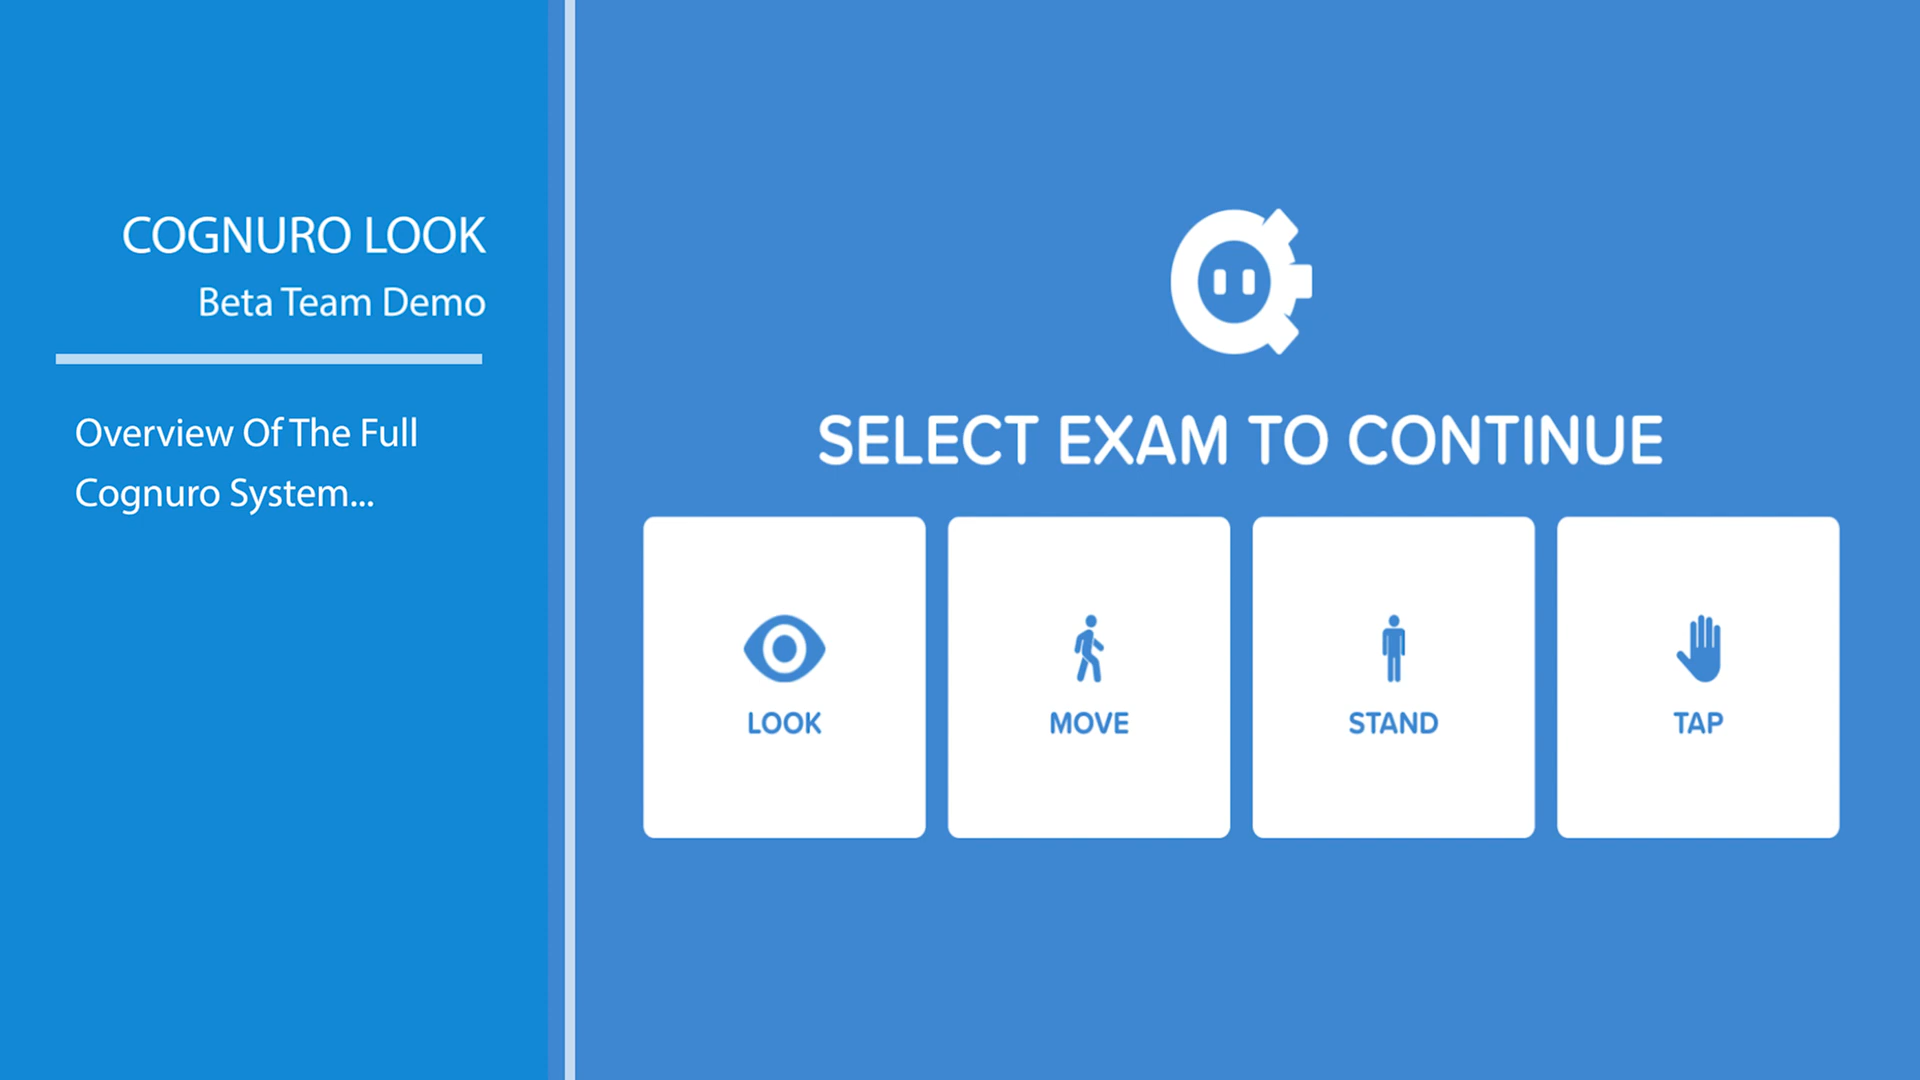 COGNURO LOOK
Beta Team Demo
Overview Of The Full
Cognuro System...
SELECT EXAM TO CONTINUE
LOOK
MOVE
STAND
TAP